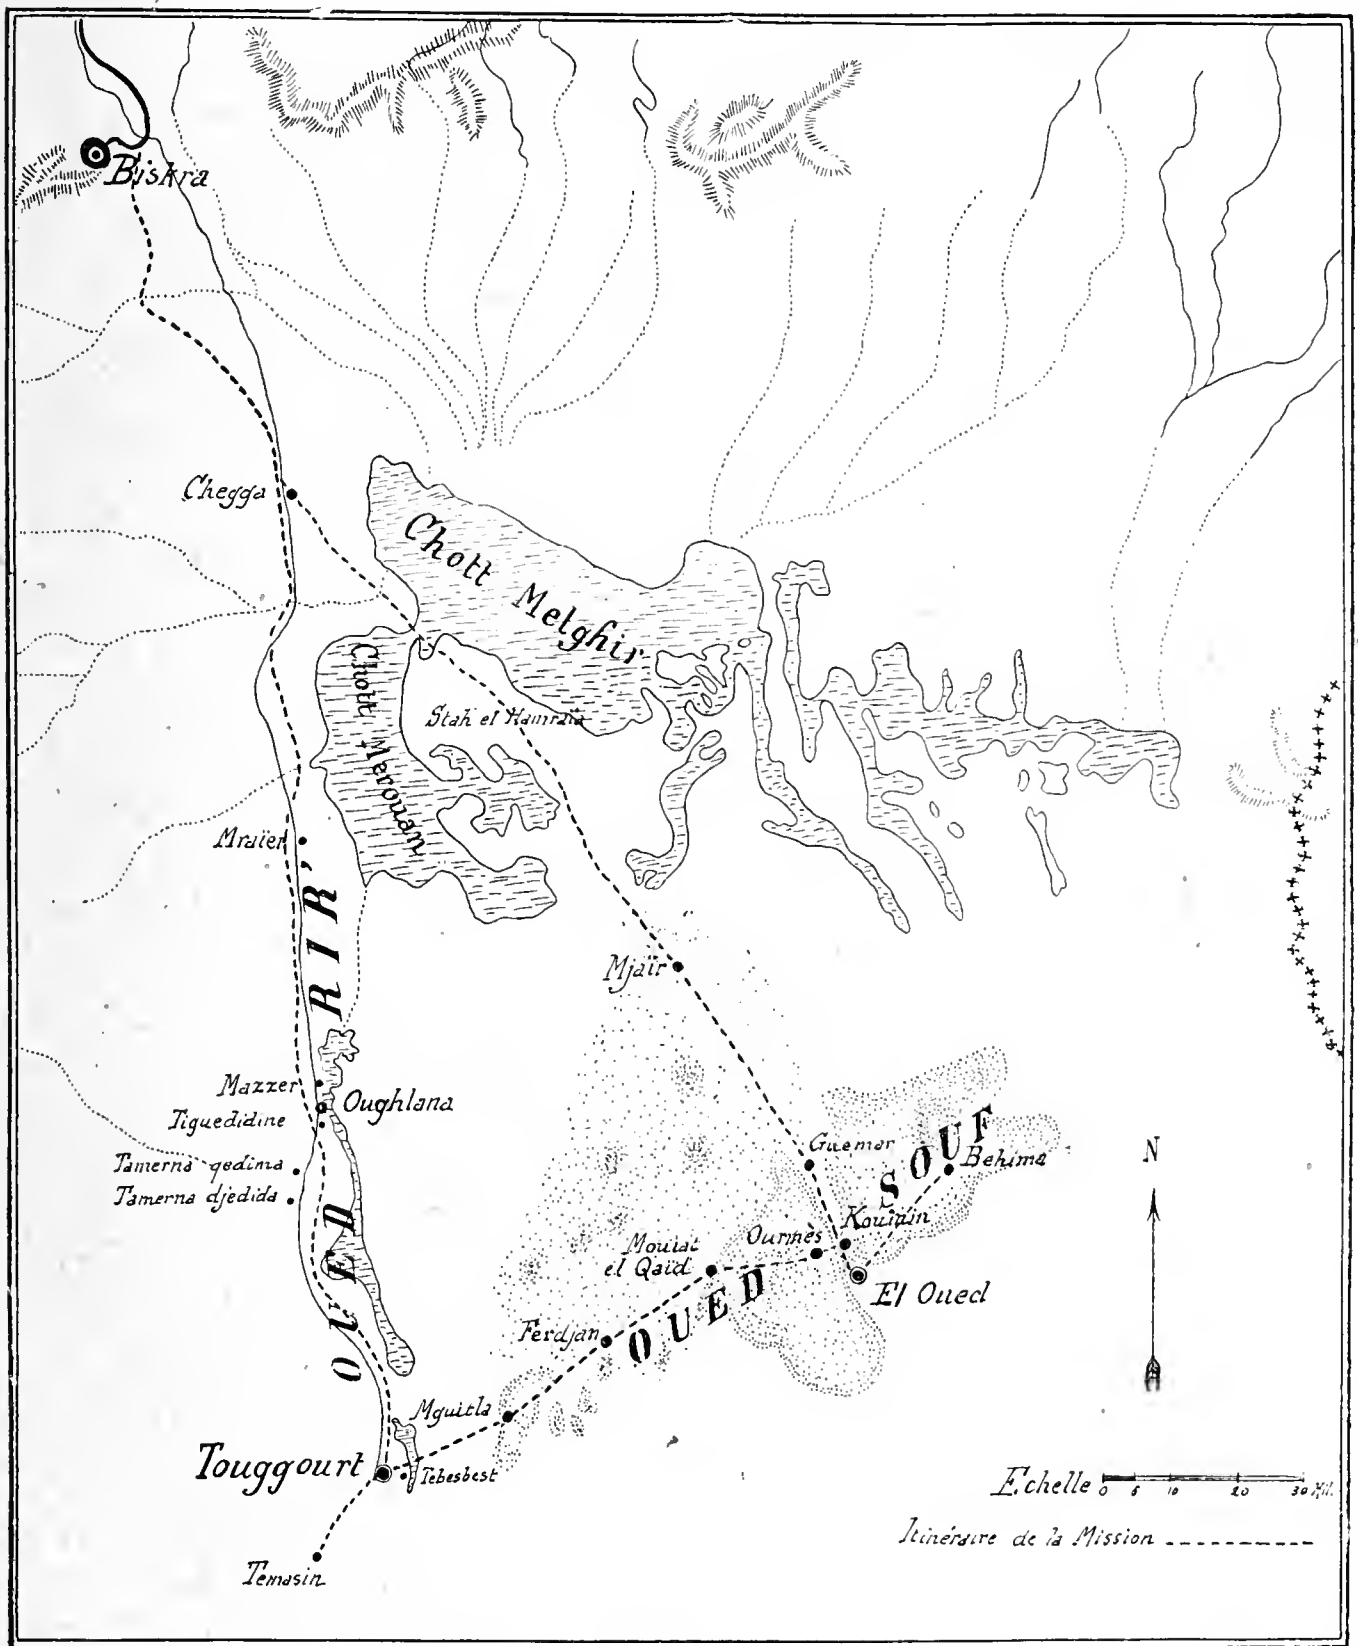 Biskra
Chegga
Chott Melghir
Chott Merouan
Stah el Hamraïa
Mraïer
OUED RIR'
Mjaïr
Mazzer
Oughlana
Tiguedidine
Tamerna qedima
Tamerna djedida
Guemar
OUED SOUF
Behima
Kouinin
Ourmès
Mouiat
el Qaïd
El Oued
Ferdjan
Mguitla
Touggourt
Tebesbest
Temasin
N
Echelle 0 5 10 20 30 Kil.
Itinéraire de la Mission